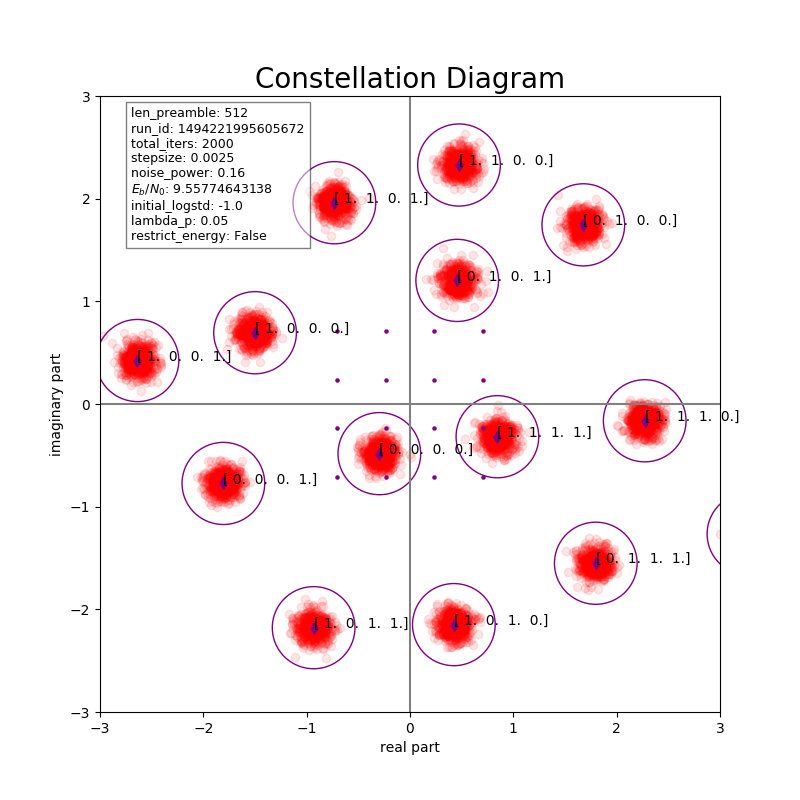 Constellation Diagram
len_preamble: 512
run_id: 1494221995605672
total_iters: 2000
stepsize: 0.0025
noise_power: 0.16
E_b/N_0: 9.55774643138
initial_logstd: -1.0
lambda_p: 0.05
restrict_energy: False
[ 1. 1. 0. 0.]
[ 1. 1. 0. 1.]
[ 0. 1. 0. 0.]
[ 0. 1. 0. 1.]
[ 1. 0. 0. 0.]
[ 1. 0. 0. 1.]
[ 1. 1. 1. 0.]
[ 1. 1. 1. 1.]
[ 0. 0. 0. 0.]
[ 0. 0. 0. 1.]
[ 0. 1. 1. 1.]
[ 1. 0. 1. 1.]
[ 1. 0. 1. 0.]
3
2
1
0
−1
−2
−3
imaginary part
−3 −2 −1 0 1 2 3
real part